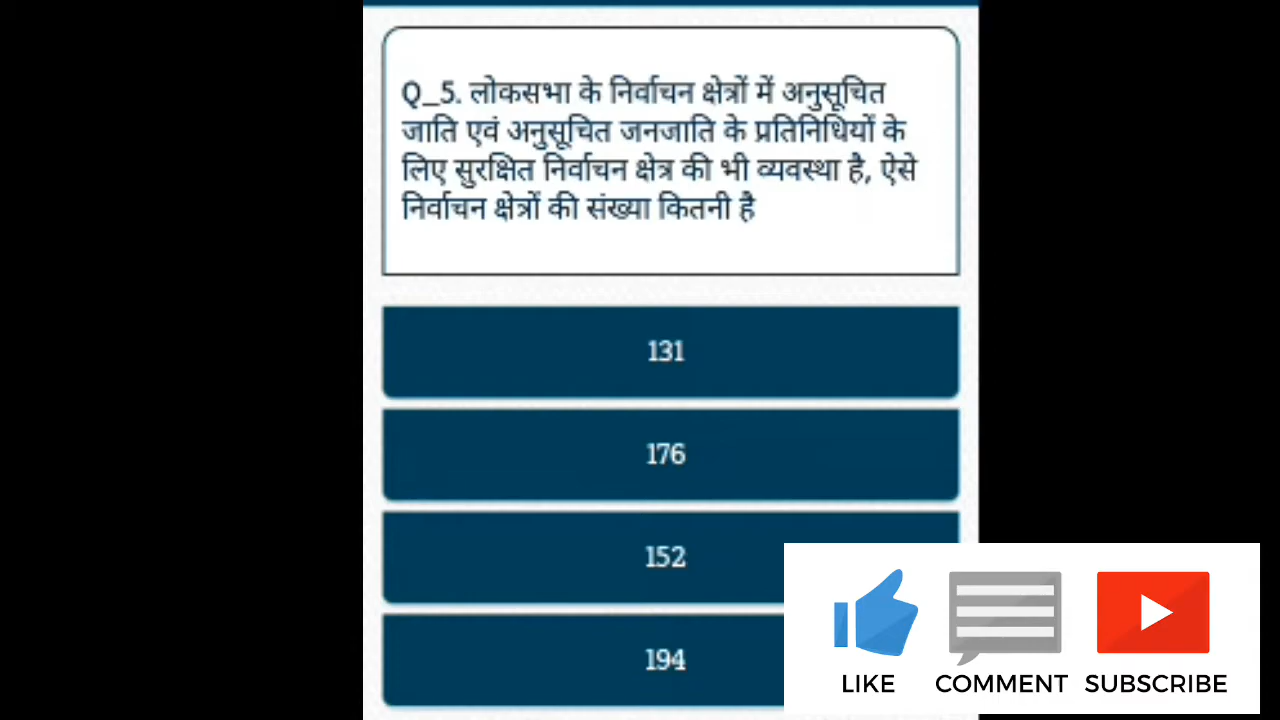 Q_5. लोकसभा के निर्वाचन क्षेत्रों में अनुसूचित
जाति एवं अनुसूचित जनजाति के प्रतिनिधियों के
लिए सुरक्षित निर्वाचन क्षेत्र की भी व्यवस्था है, ऐसे
निर्वाचन क्षेत्रों की संख्या कितनी है
131
176
152
194
LIKE COMMENT SUBSCRIBE